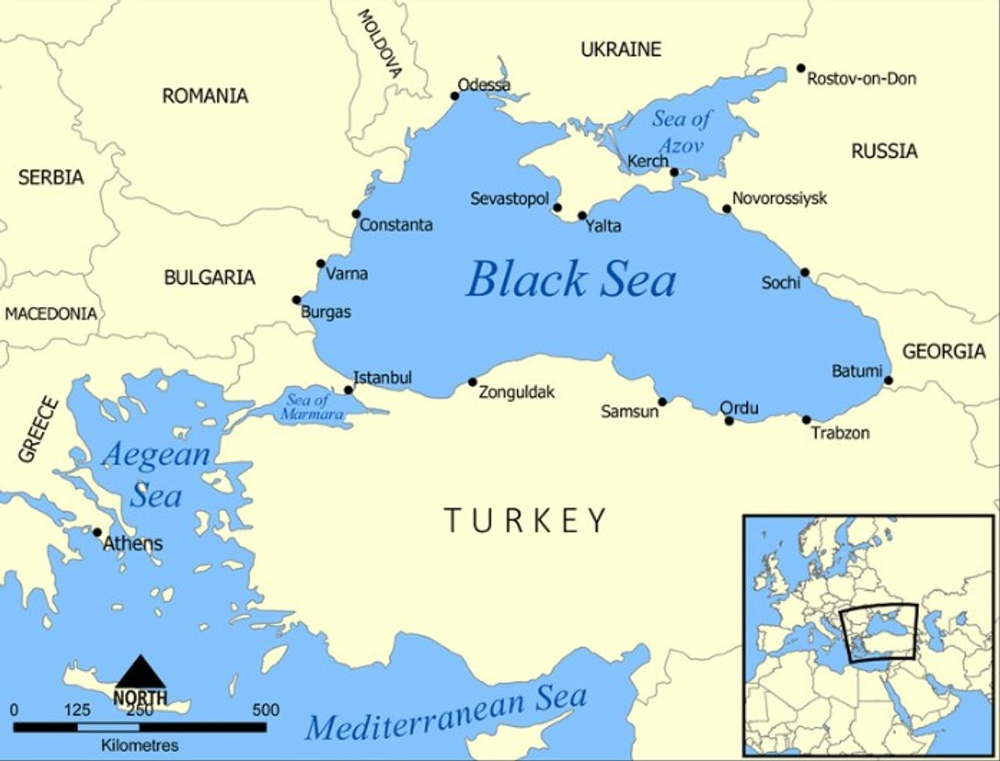 MOLDOVA
UKRAINE
ROMANIA
Odessa
Rostov-on-Don
Sea of
Azov
RUSSIA
SERBIA
Kerch
Sevastopol
Novorossiysk
Yalta
Constanta
Black Sea
BULGARIA
Varna
Sochi
MACEDONIA
Burgas
GEORGIA
Batumi
Istanbul
Zonguldak
Sea of
Marmara
Samsun
Ordu
Trabzon
GREECE
Aegean
Sea
TURKEY
Athens
NORTH
0 125 250 500
Kilometres
Mediterranean Sea